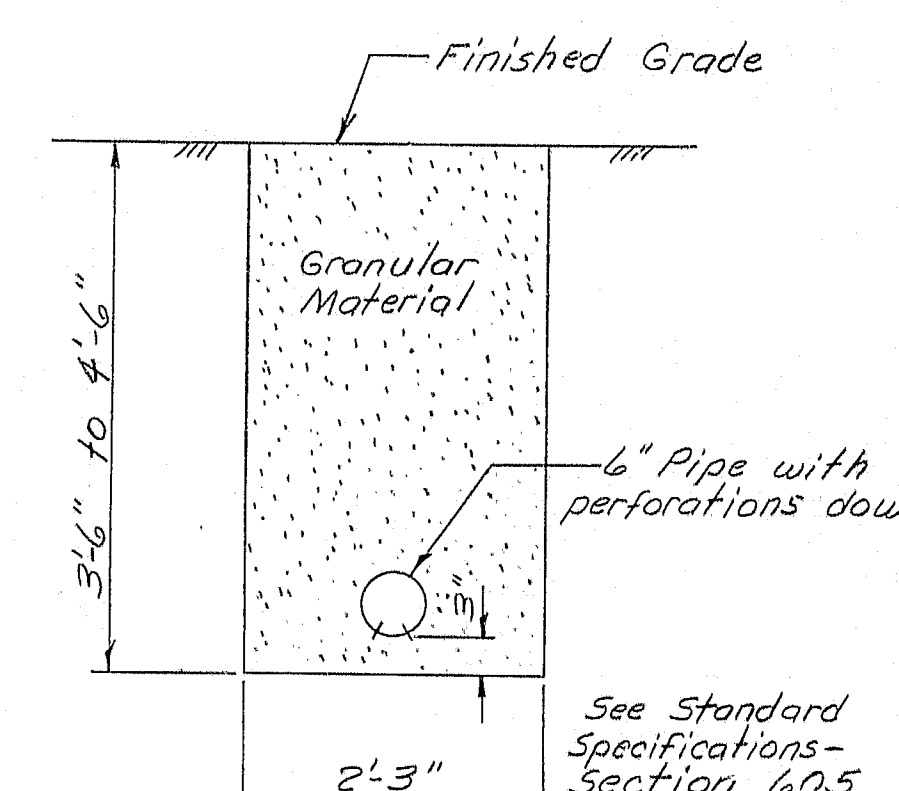 Finished Grade
Granular
Material
3'-6" to 4'-6"
6" Pipe with
perforations
3"
See Standard
Specifications-
Section 605
2'-3"